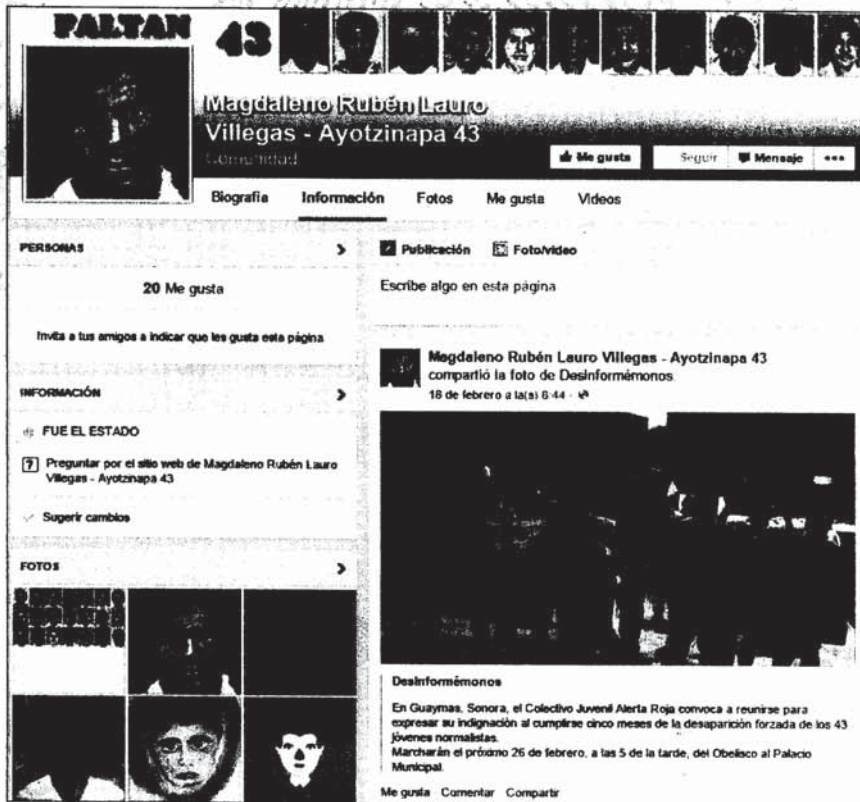 FALTAN 43
Magdaleno Rubén Lauro
Villegas - Ayotzinapa 43
Comunidad
Me gusta
Seguir
Mensaje
Biografía Información Fotos Me gusta Videos
PERSONAS
20 Me gusta
Invita a tus amigos a indicar que les gusta esta página
INFORMACIÓN
FUE EL ESTADO
Preguntar por el sitio web de Magdaleno Rubén Lauro
Villegas - Ayotzinapa 43
Sugerir cambios
FOTOS
Publicación Foto/video
Escribe algo en esta página
Magdaleno Rubén Lauro Villegas - Ayotzinapa 43
compartió la foto de Desinformémonos.
18 de febrero a la(s) 6:44 ·
Desinformémonos
En Guaymas, Sonora, el Colectivo Juvenil Alerta Roja convoca a reunirse para
expresar su indignación al cumplirse cinco meses de la desaparición forzada de los 43
jóvenes normalistas.
Marcharán el próximo 26 de febrero, a las 5 de la tarde, del Obelisco al Palacio
Municipal.
Me gusta Comentar Compartir